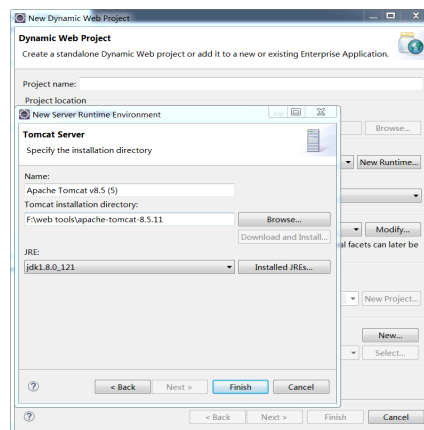 New Dynamic Web Project
Dynamic Web Project
Create a standalone Dynamic Web project or add it to a new or existing Enterprise Application.
Project name:
Project location
New Server Runtime Environment
Browse...
Tomcat Server
Specify the installation directory
New Runtime...
Name:
Apache Tomcat v8.5 (5)
Tomcat installation directory:
F:\web tools\apache-tomcat-8.5.11
Browse...
Modify...
Download and Install...
al facets can later be
JRE:
jdk1.8.0_121
Installed JREs...
New Project...
New...
Select...
< Back
Next >
Finish
Cancel
< Back
Next >
Finish
Cancel